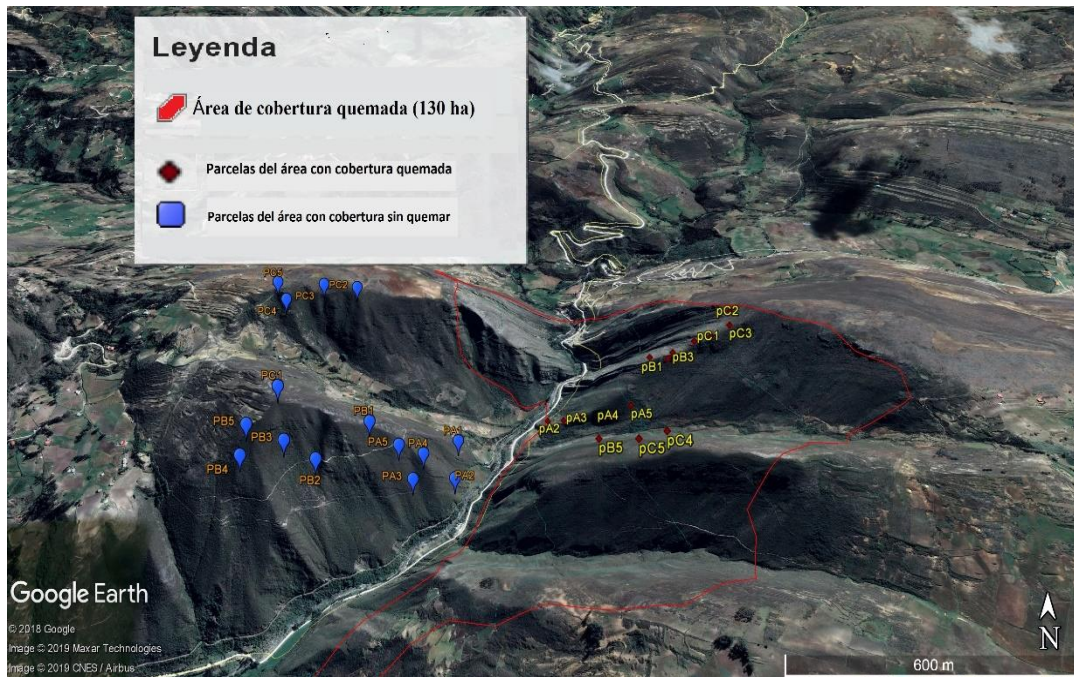 Leyenda
Área de cobertura quemada (130 ha)
Parcelas del área con cobertura quemada
Parcelas del área con cobertura sin quemar
PC5
PC3
PC2
PC4
pC2
pC1
pC3
pB3
pB1
PC1
PB5
PB1
PB3
PA5
PA4
PA1
pA2
pA3
pA4
pA5
PB4
PB2
PA3
PA2
pB5
pC5
pC4
Google Earth
© 2018 Google
Image © 2019 Maxar Technologies
Image © 2019 CNES / Airbus
N
600 m